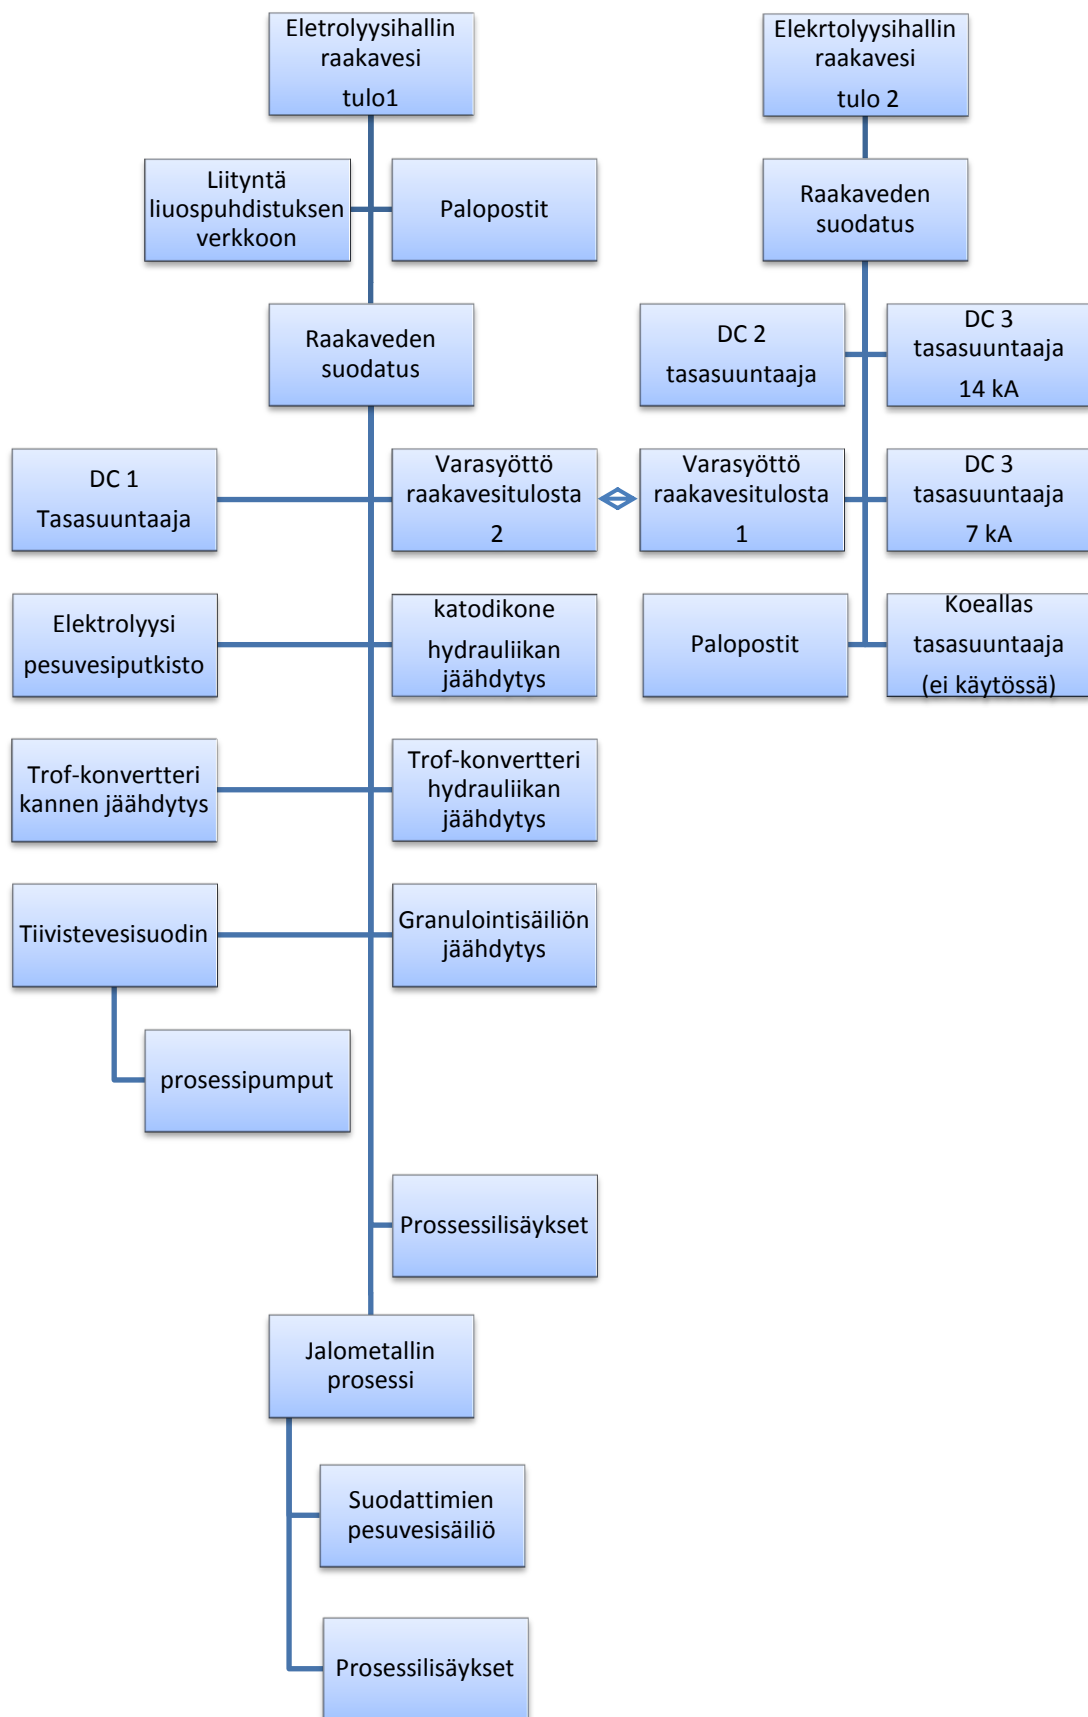 Eletrolyysihallin
raakavesi
tulo1
Elekrtolyysihallin
raakavesi
tulo 2
Liityntä
liuospuhdistuksen
verkkoon
Palopostit
Raakaveden
suodatus
Raakaveden
suodatus
DC 2
tasasuuntaaja
DC 3
tasasuuntaaja
14 kA
DC 1
Tasasuuntaaja
Varasyöttö
raakavesitulosta
2
Varasyöttö
raakavesitulosta
1
DC 3
tasasuuntaaja
7 kA
Elektrolyysi
pesuvesiputkisto
katodikone
hydrauliikan
jäähdytys
Palopostit
Koeallas
tasasuuntaaja
(ei käytössä)
Trof-konvertteri
kannen jäähdytys
Trof-konvertteri
hydrauliikan
jäähdytys
Tiivistevesisuodin
Granulointisäiliön
jäähdytys
prosessipumput
Prossessilisäykset
Jalometallin
prosessi
Suodattimien
pesuvesisäiliö
Prosessilisäykset